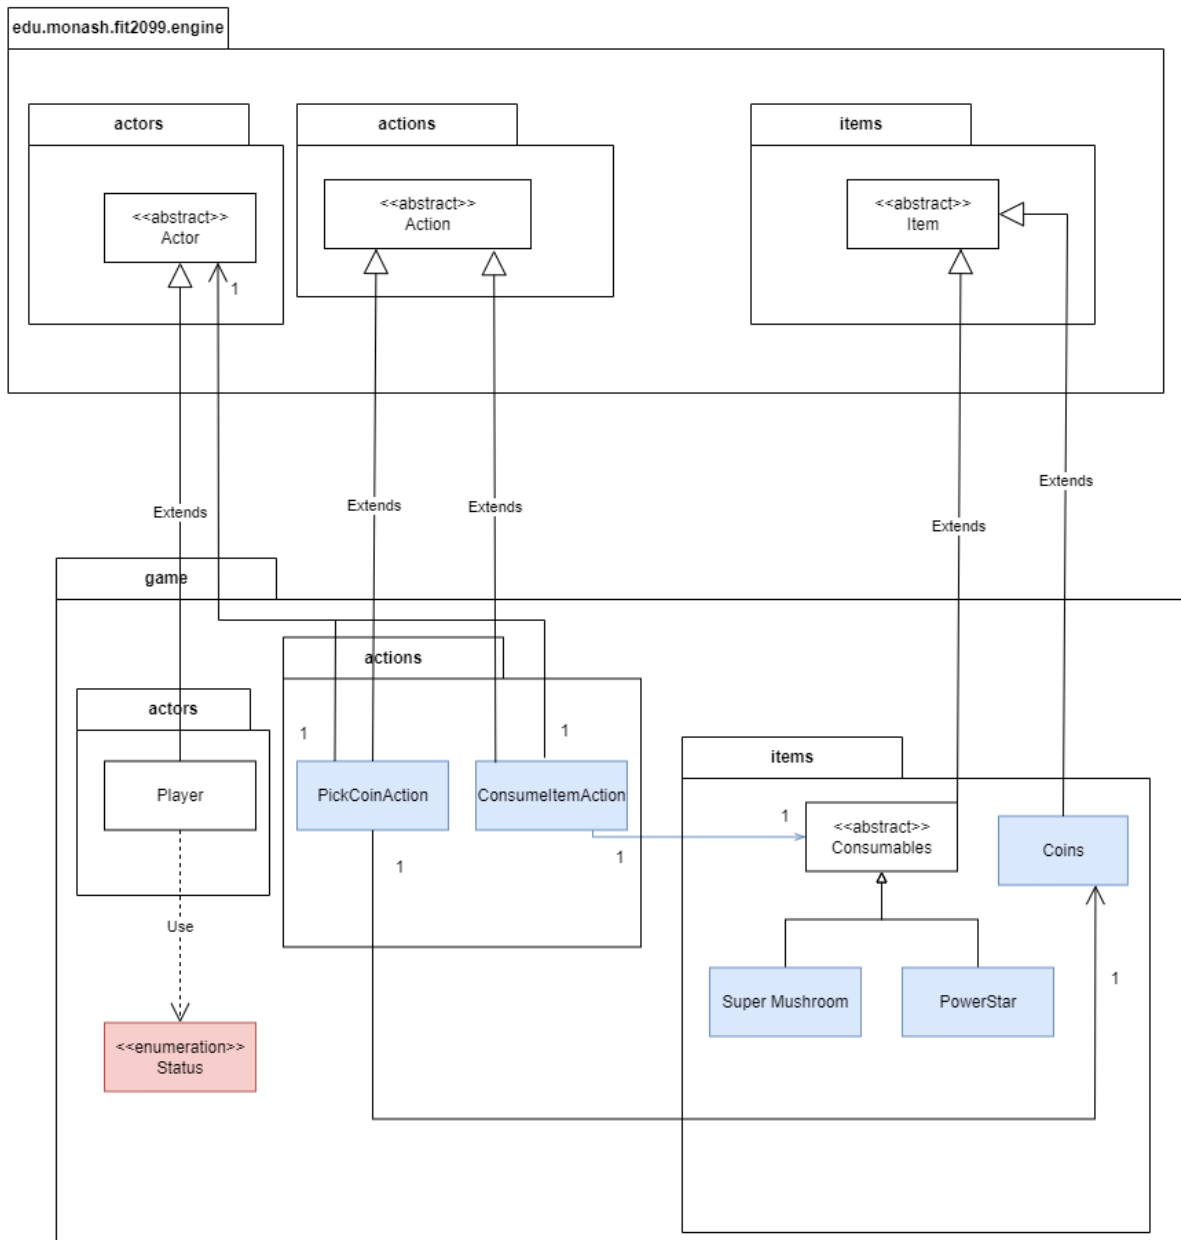 edu.monash.fit2099.engine
actors
actions
items
<<abstract>>
Actor
<<abstract>>
Action
<<abstract>>
Item
1
Extends
Extends
Extends
Extends
Extends
game
actions
actors
items
1
1
Player
PickCoinAction
ConsumeItemAction
1
<<abstract>>
Consumables
Coins
1
1
Use
Super Mushroom
PowerStar
1
<<enumeration>>
Status